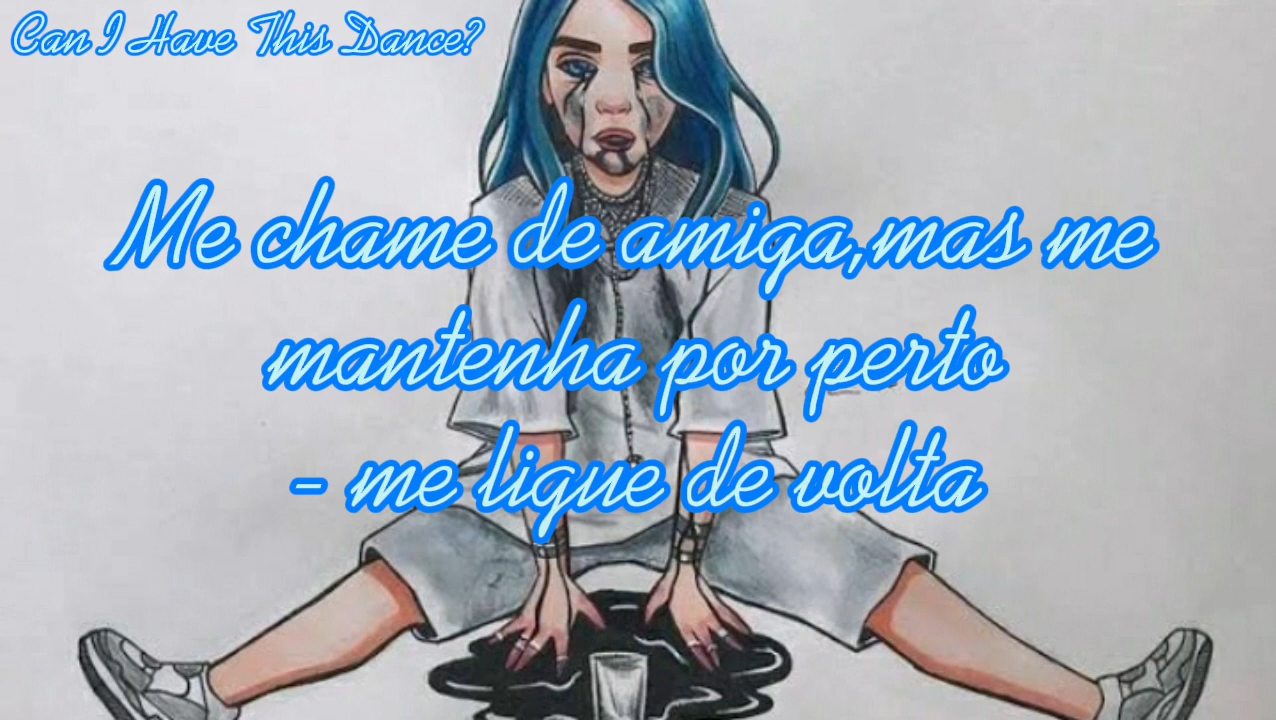 Can I Have This Dance?
Me chame de amiga,mas me
mantenha por perto
- me ligue de volta